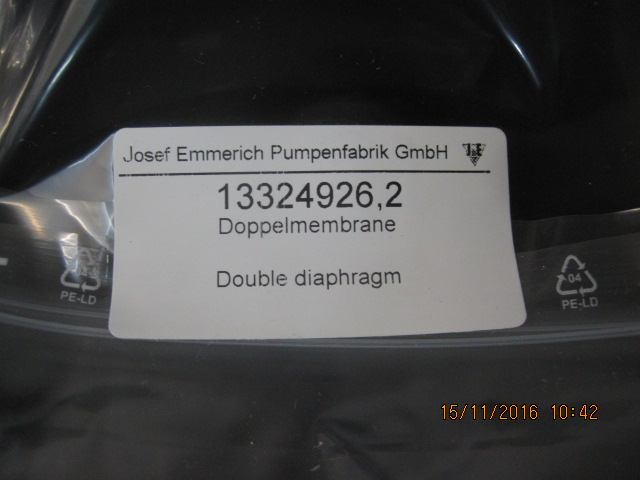 Josef Emmerich Pumpenfabrik GmbH
13324926,2
Doppelmembrane
Double diaphragm
04
PE-LD
04
PE-LD
15/11/2016 10:42